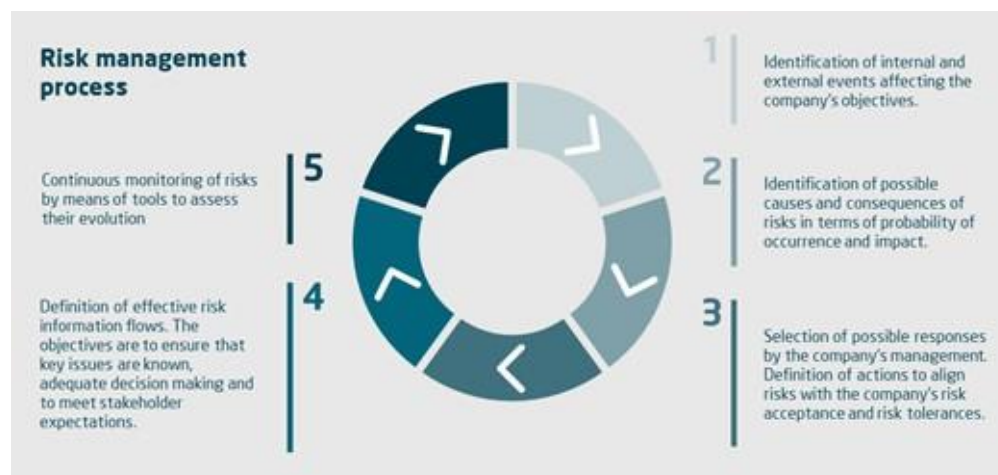 Risk management
process
1
Identification of internal and
external events affecting the
company's objectives.
2
Identification of possible
causes and consequences of
risks in terms of probability of
occurrence and impact.
3
Selection of possible responses
by the company's management.
Definition of actions to align
risks with the company's risk
acceptance and risk tolerances.
4
Definition of effective risk
information flows. The
objectives are to ensure that
key issues are known,
adequate decision making and
to meet stakeholder
expectations.
5
Continuous monitoring of risks
by means of tools to assess
their evolution